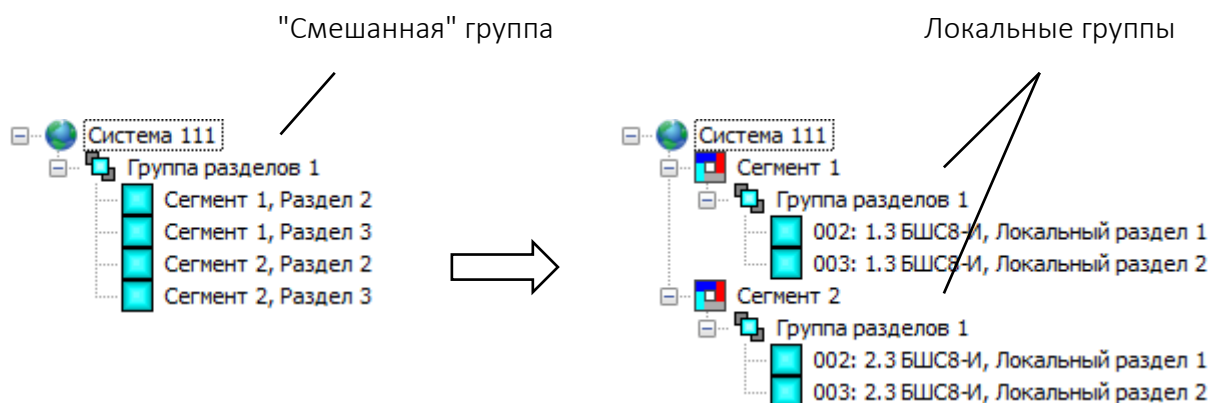 "Смешанная" группа
Локальные группы
Система 111
Группа разделов 1
Сегмент 1, Раздел 2
Сегмент 1, Раздел 3
Сегмент 2, Раздел 2
Сегмент 2, Раздел 3
Система 111
Сегмент 1
Группа разделов 1
002: 1.3 БШС8-И, Локальный раздел 1
003: 1.3 БШС8-И, Локальный раздел 2
Сегмент 2
Группа разделов 1
002: 2.3 БШС8-И, Локальный раздел 1
003: 2.3 БШС8-И, Локальный раздел 2